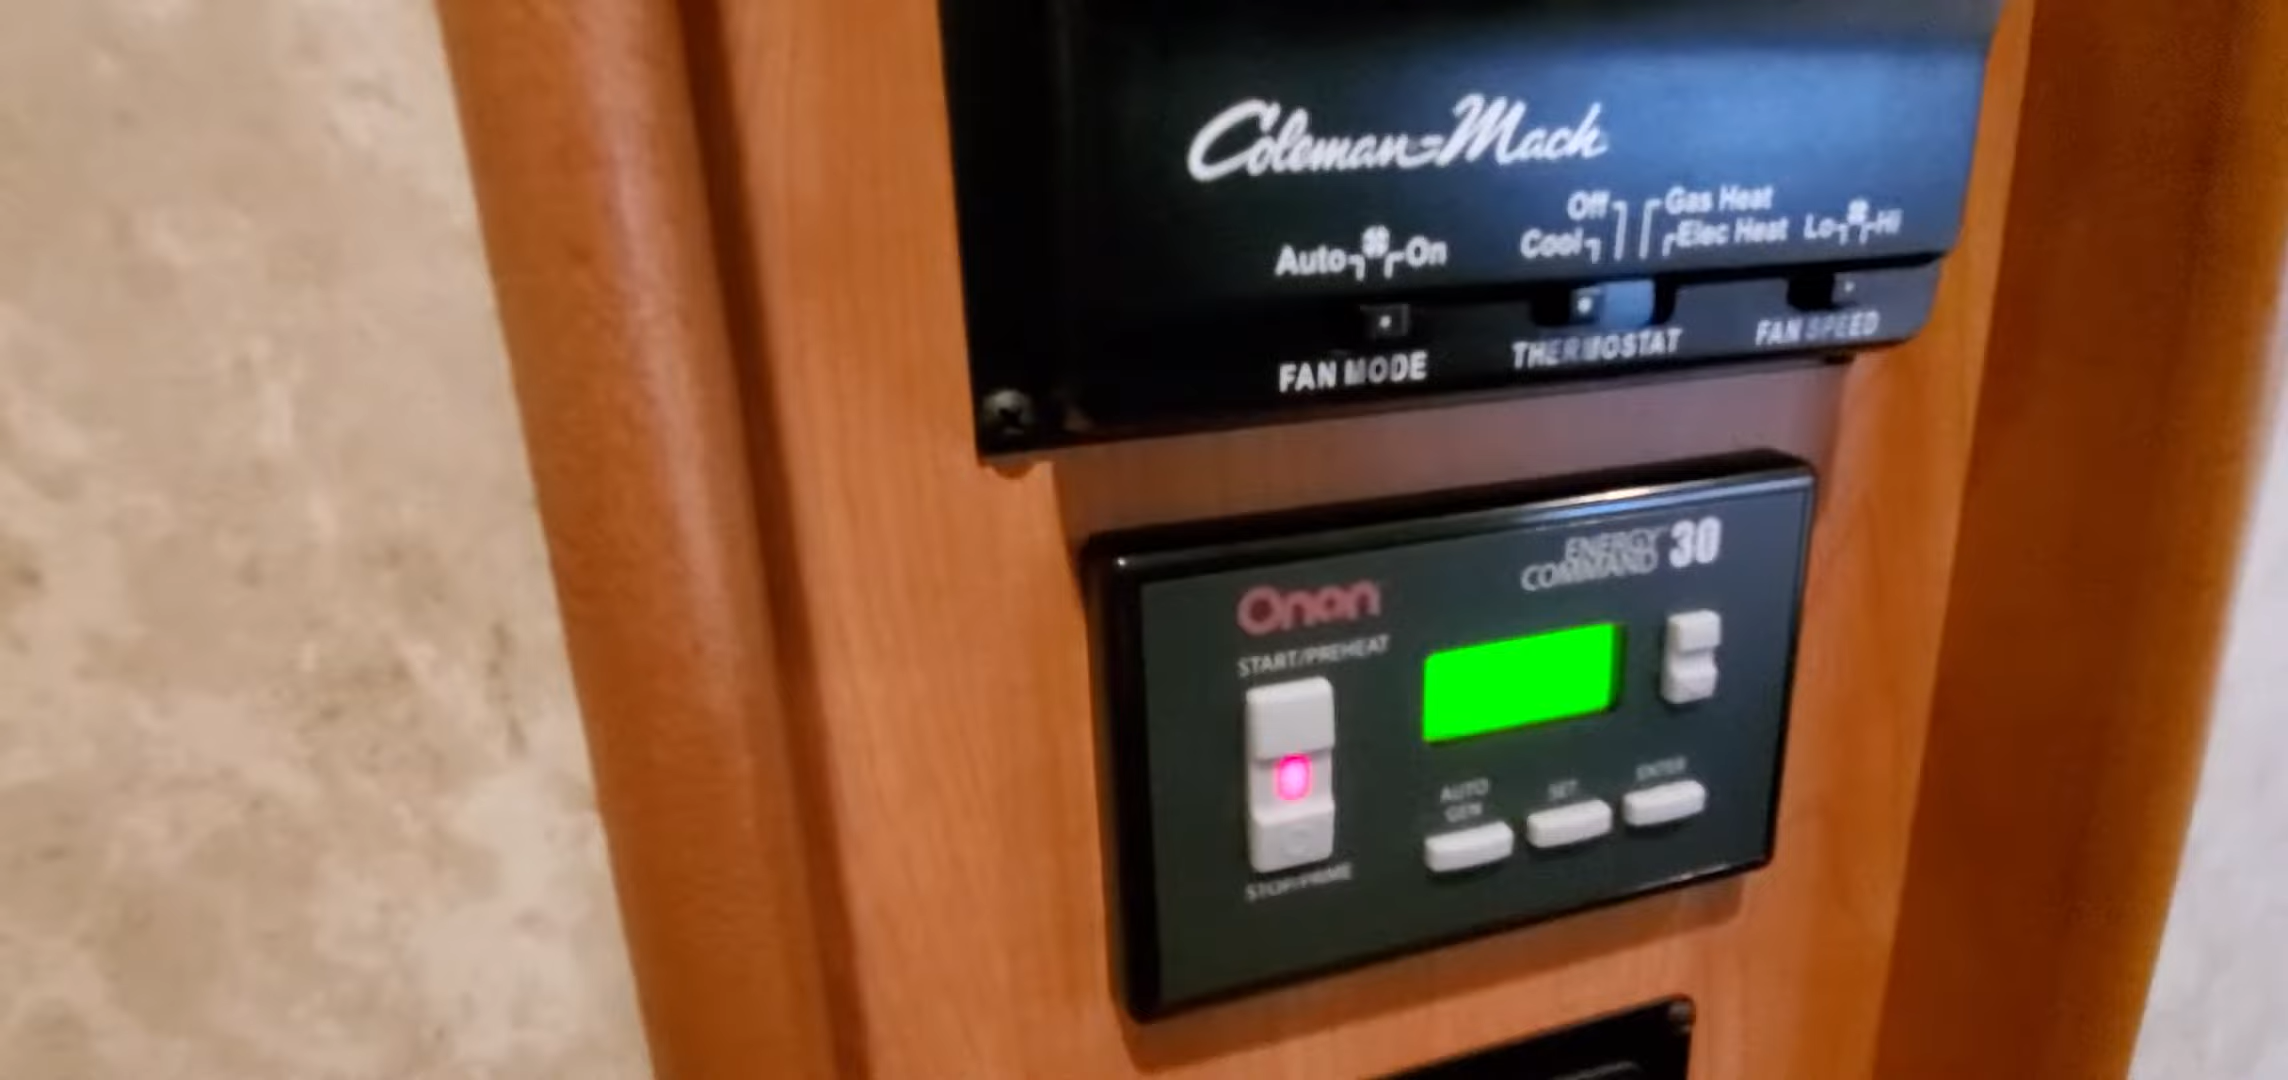 Coleman-Mach
Auto On
Off Gas Heat
Cool Elec Heat
Lo Hi
FAN MODE
THERMOSTAT
FAN SPEED
ENERGY
COMMAND 30
Onan
START/PREHEAT
AUTO
GEN
SET
ENTER
STOP/PRIME